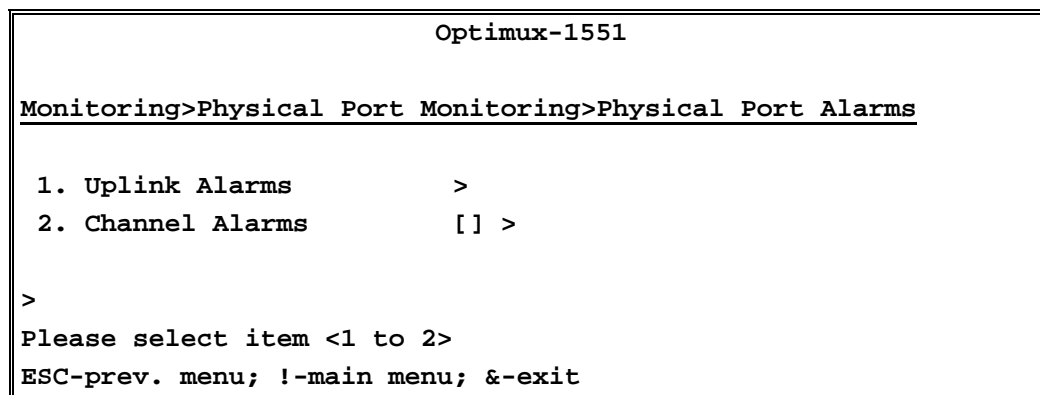 Optimux-1551
Monitoring>Physical Port Monitoring>Physical Port Alarms
1. Uplink Alarms >
2. Channel Alarms [] >
>
Please select item <1 to 2>
ESC-prev. menu; !-main menu; &-exit